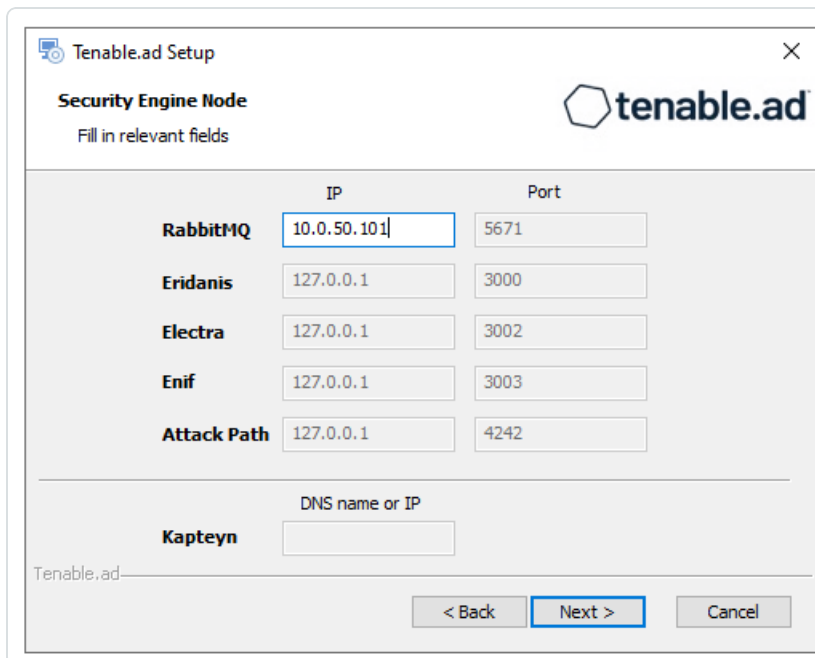 Tenable.ad Setup
Security Engine Node
Fill in relevant fields
tenable.ad
IP Port
RabbitMQ 10.0.50.101 5671
Eridanis 127.0.0.1 3000
Electra 127.0.0.1 3002
Enif 127.0.0.1 3003
Attack Path 127.0.0.1 4242
DNS name or IP
Kapteyn
Tenable.ad
< Back Next > Cancel